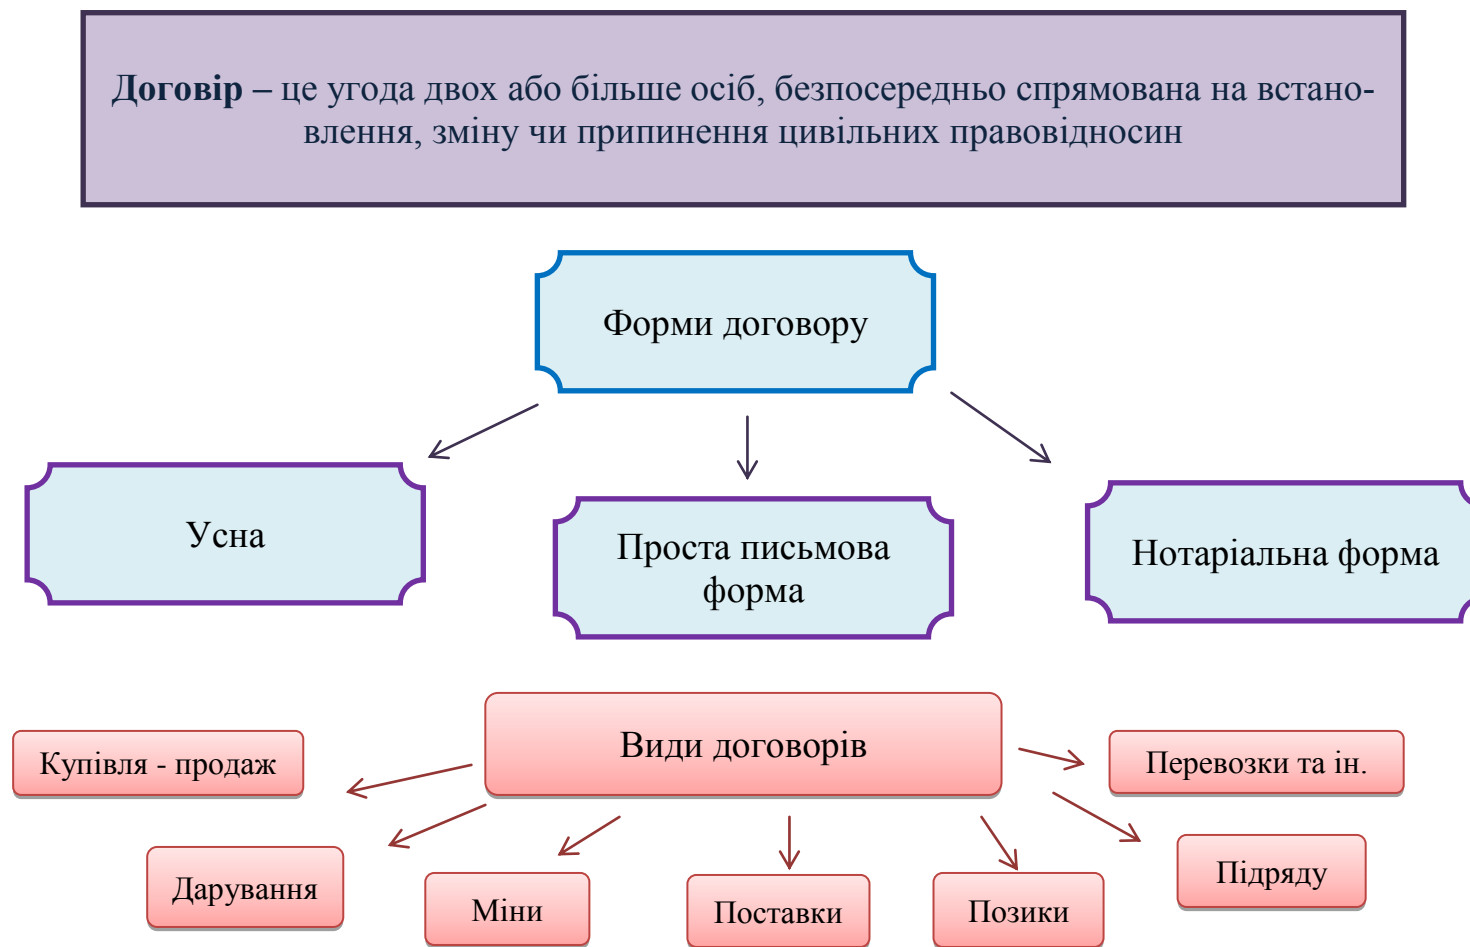 Договір – це угода двох або більше осіб, безпосередньо спрямована на встано-
влення, зміну чи припинення цивільних правовідносин
Форми договору
Усна
Проста письмова
форма
Нотаріальна форма
Види договорів
Купівля - продаж
Перевозки та ін.
Дарування
Міни
Поставки
Позики
Підряду